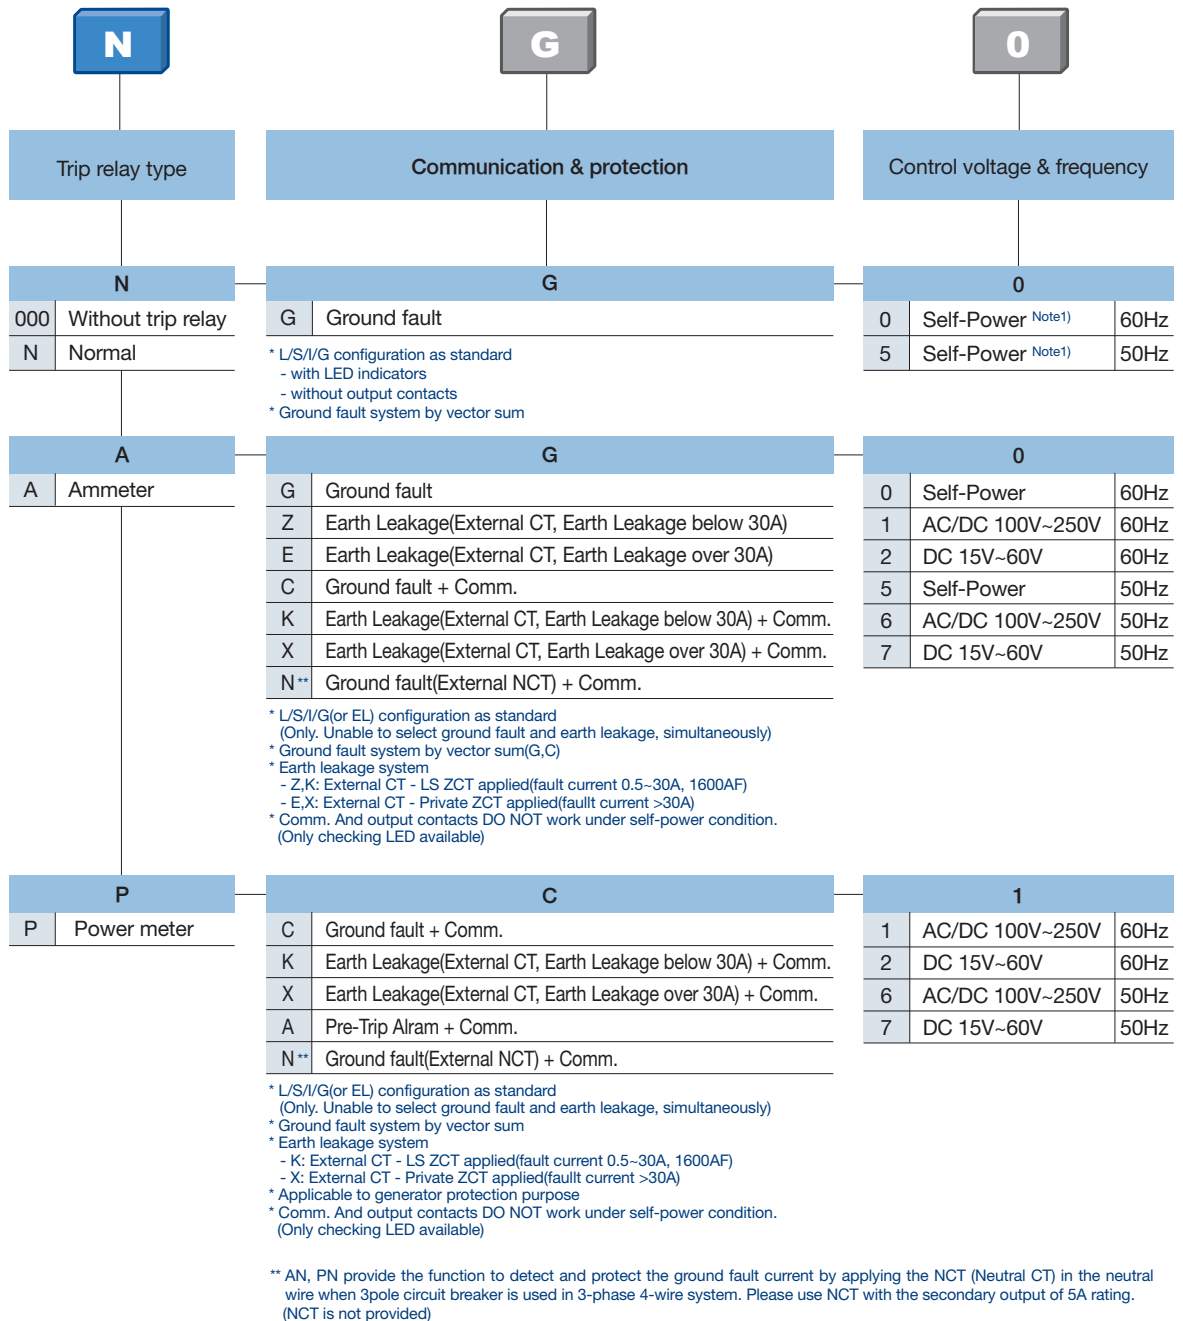 N G 0
Trip relay type Communication & protection Control voltage & frequency
N G 0
000 Without trip relay
N Normal
G Ground fault
* L/S/I/G configuration as standard
- with LED indicators
- without output contacts
* Ground fault system by vector sum
0 Self-Power Note1) 60Hz
5 Self-Power Note1) 50Hz
A G 0
A Ammeter
G Ground fault
Z Earth Leakage(External CT, Earth Leakage below 30A)
E Earth Leakage(External CT, Earth Leakage over 30A)
C Ground fault + Comm.
K Earth Leakage(External CT, Earth Leakage below 30A) + Comm.
X Earth Leakage(External CT, Earth Leakage over 30A) + Comm.
N** Ground fault(External NCT) + Comm.
* L/S/I/G(or EL) configuration as standard
(Only. Unable to select ground fault and earth leakage, simultaneously)
* Ground fault system by vector sum(G,C)
* Earth leakage system
- Z,K: External CT - LS ZCT applied(fault current 0.5~30A, 1600AF)
- E,X: External CT - Private ZCT applied(faullt current >30A)
* Comm. And output contacts DO NOT work under self-power condition.
(Only checking LED available)
0 Self-Power 60Hz
1 AC/DC 100V~250V 60Hz
2 DC 15V~60V 60Hz
5 Self-Power 50Hz
6 AC/DC 100V~250V 50Hz
7 DC 15V~60V 50Hz
P C 1
P Power meter
C Ground fault + Comm.
K Earth Leakage(External CT, Earth Leakage below 30A) + Comm.
X Earth Leakage(External CT, Earth Leakage over 30A) + Comm.
A Pre-Trip Alram + Comm.
N** Ground fault(External NCT) + Comm.
* L/S/I/G(or EL) configuration as standard
(Only. Unable to select ground fault and earth leakage, simultaneously)
* Ground fault system by vector sum
* Earth leakage system
- K: External CT - LS ZCT applied(fault current 0.5~30A, 1600AF)
- X: External CT - Private ZCT applied(faullt current >30A)
* Applicable to generator protection purpose
* Comm. And output contacts DO NOT work under self-power condition.
(Only checking LED available)
1 AC/DC 100V~250V 60Hz
2 DC 15V~60V 60Hz
6 AC/DC 100V~250V 50Hz
7 DC 15V~60V 50Hz
** AN, PN provide the function to detect and protect the ground fault current by applying the NCT (Neutral CT) in the neutral
wire when 3pole circuit breaker is used in 3-phase 4-wire system. Please use NCT with the secondary output of 5A rating.
(NCT is not provided)